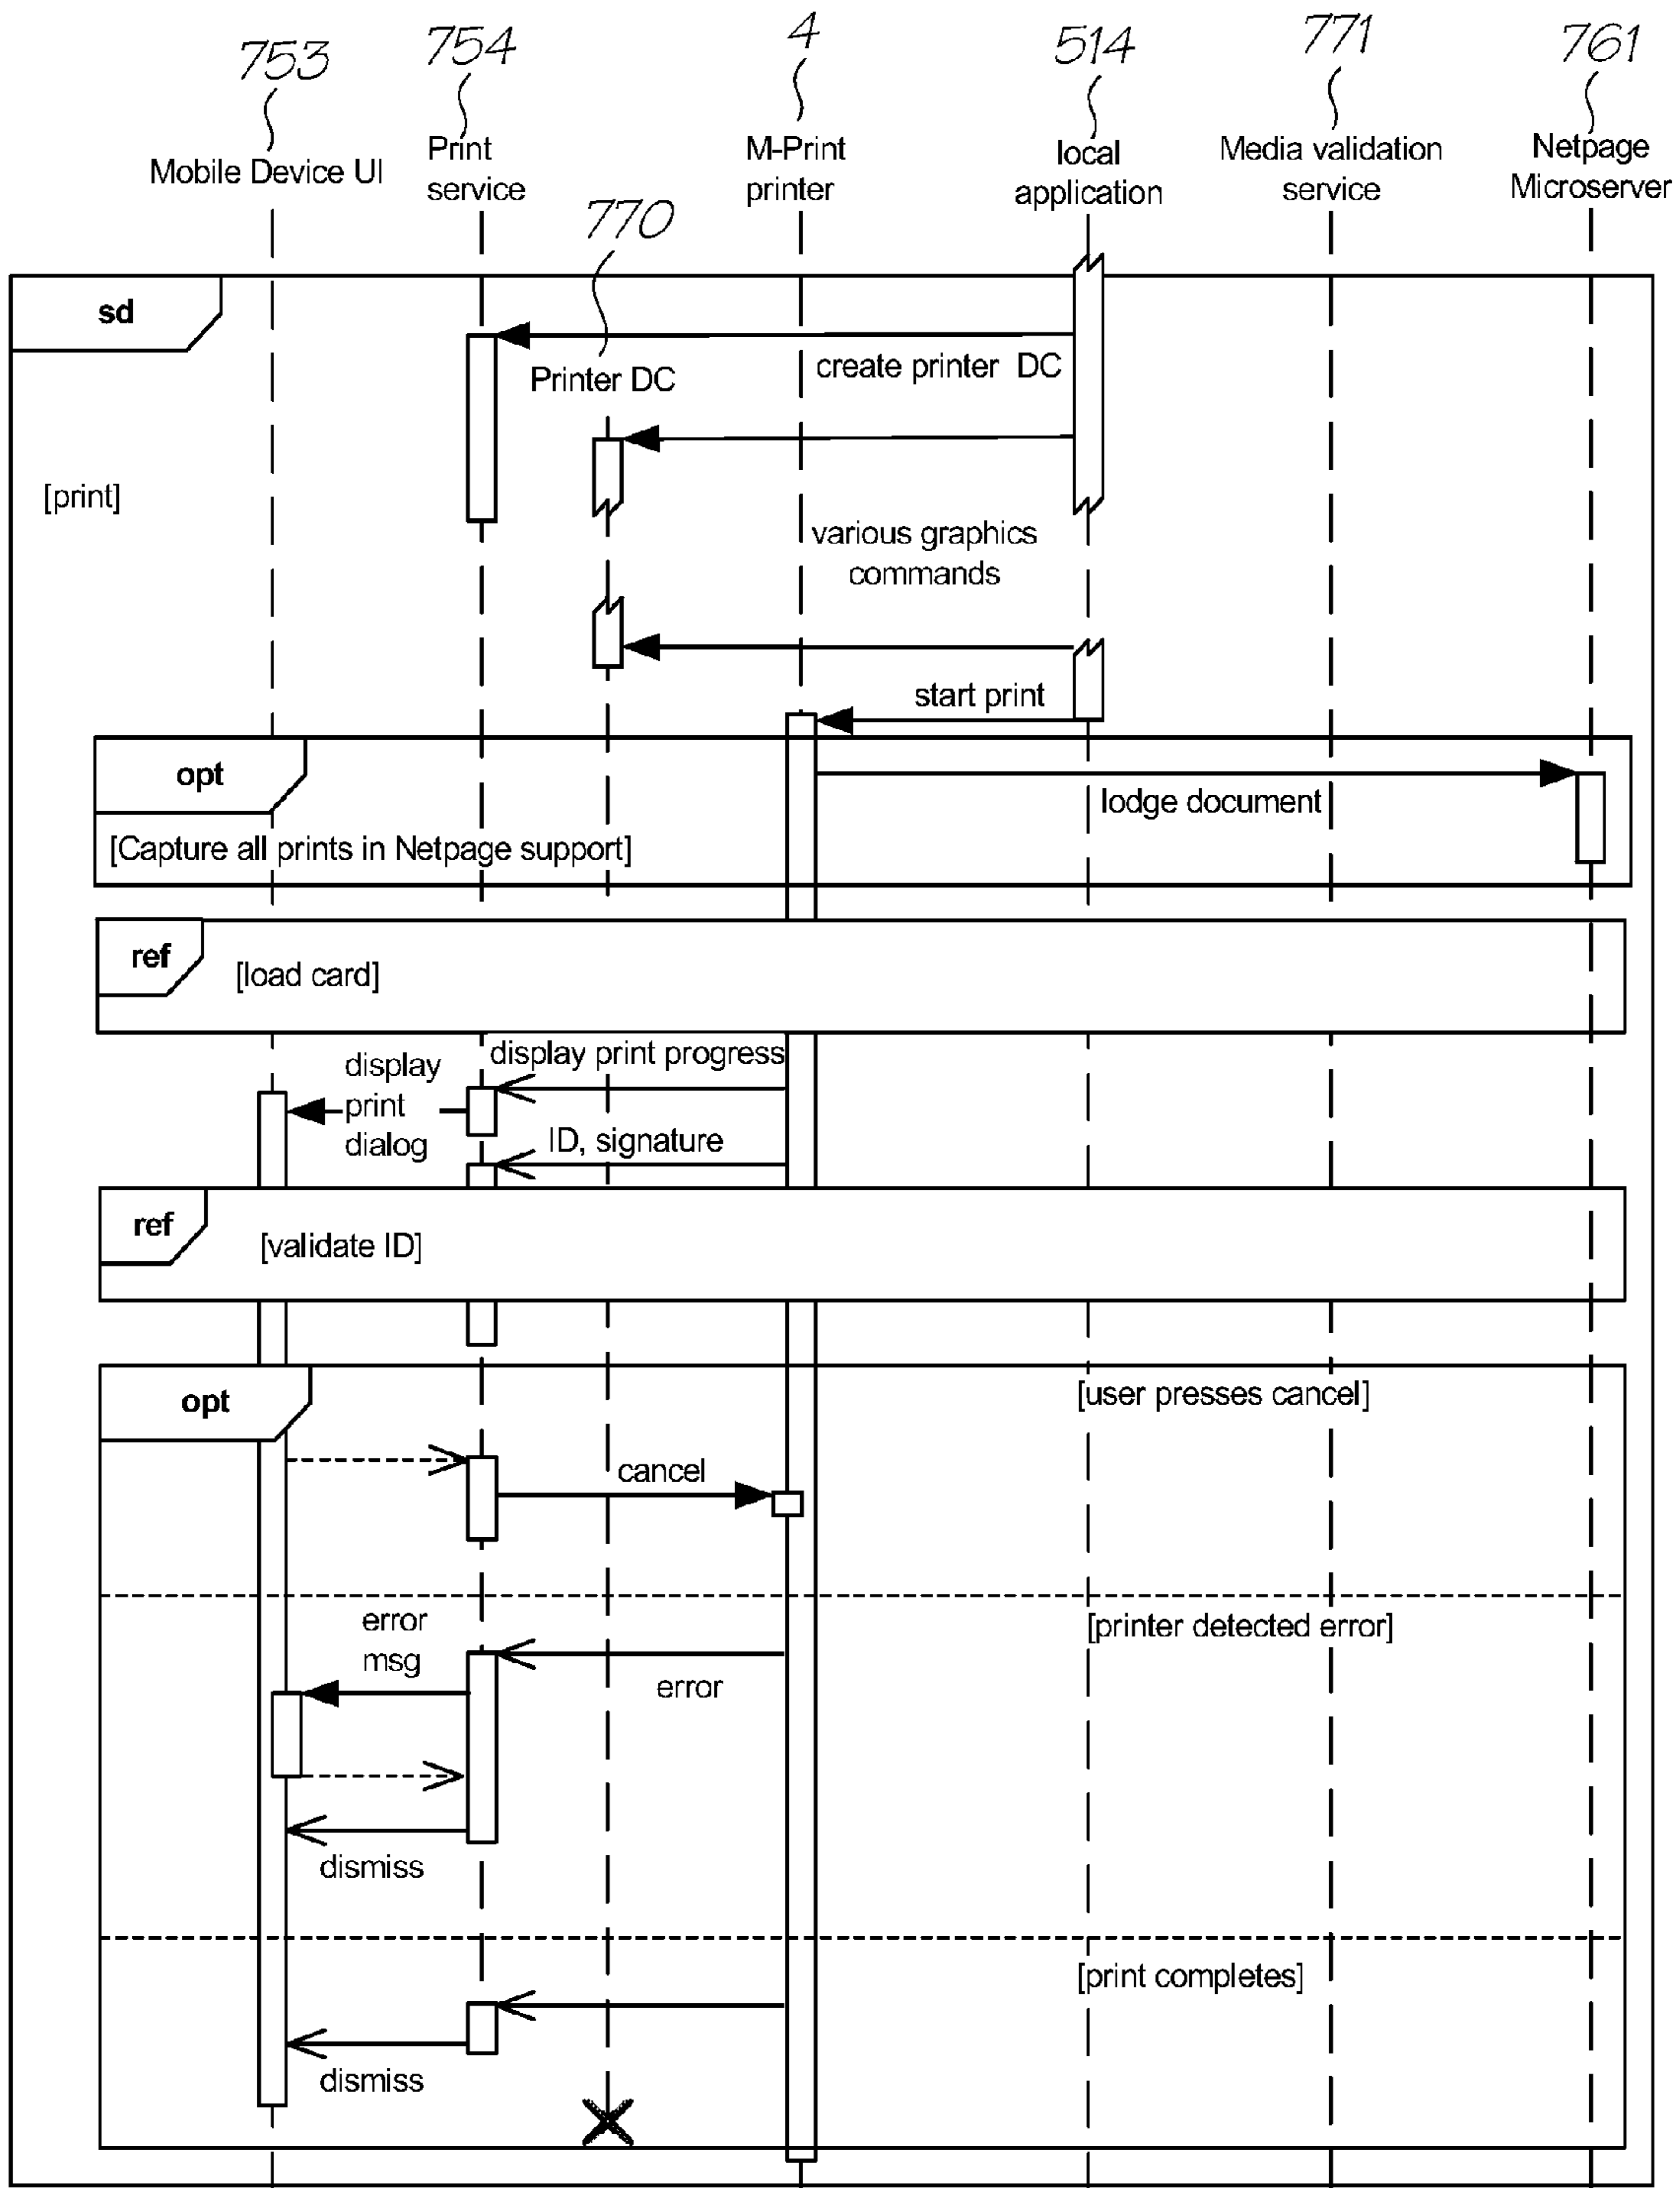 753
754
4
514
771
761
Mobile Device UI
Print
service
M-Print
printer
local
application
Media validation
service
Netpage
Microserver
770
sd
Printer DC
create printer DC
[print]
various graphics
commands
start print
opt
lodge document
[Capture all prints in Netpage support]
ref
[load card]
display print progress
display
print
dialog
ID, signature
ref
[validate ID]
opt
[user presses cancel]
cancel
error
msg
[printer detected error]
error
dismiss
[print completes]
dismiss